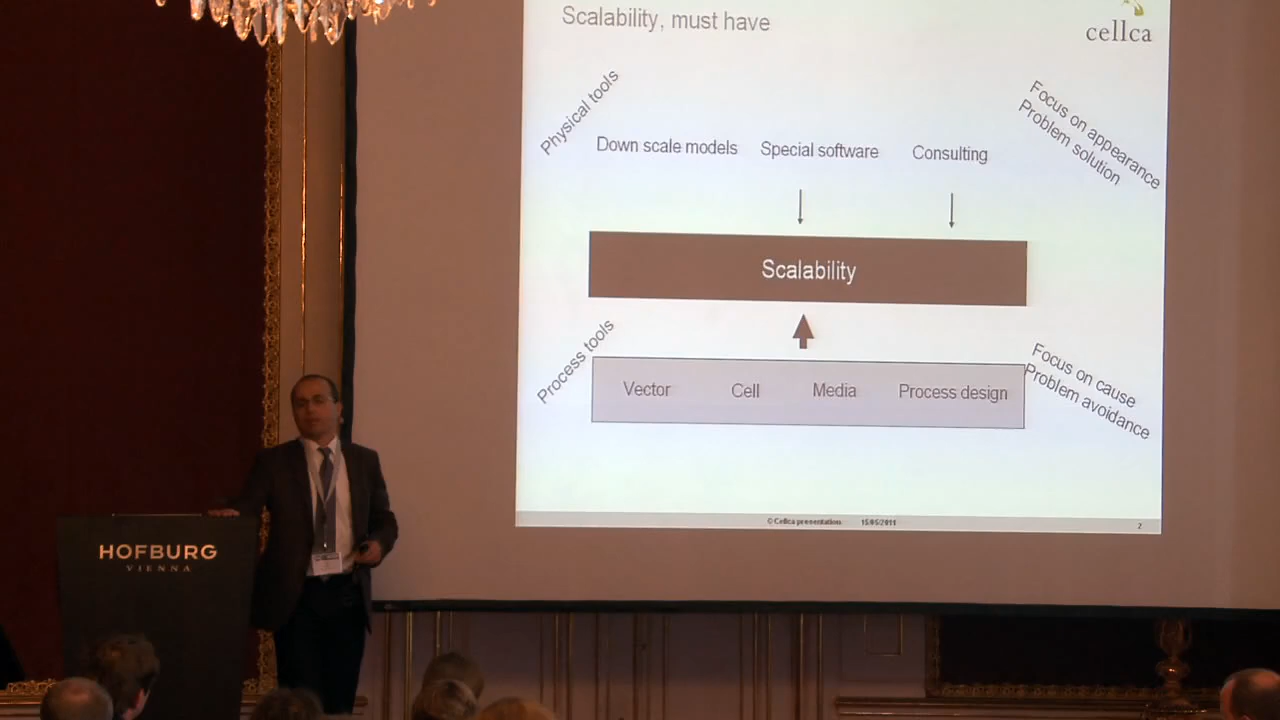 Scalability, must have
cellca
Physical tools
Down scale models
Special software
Consulting
Focus on appearance
Problem solution
Scalability
Process tools
Vector
Cell
Media
Process design
Focus on cause
Problem avoidance
© Cellca presentation
15/05/2011
2
HOFBURG
VIENNA